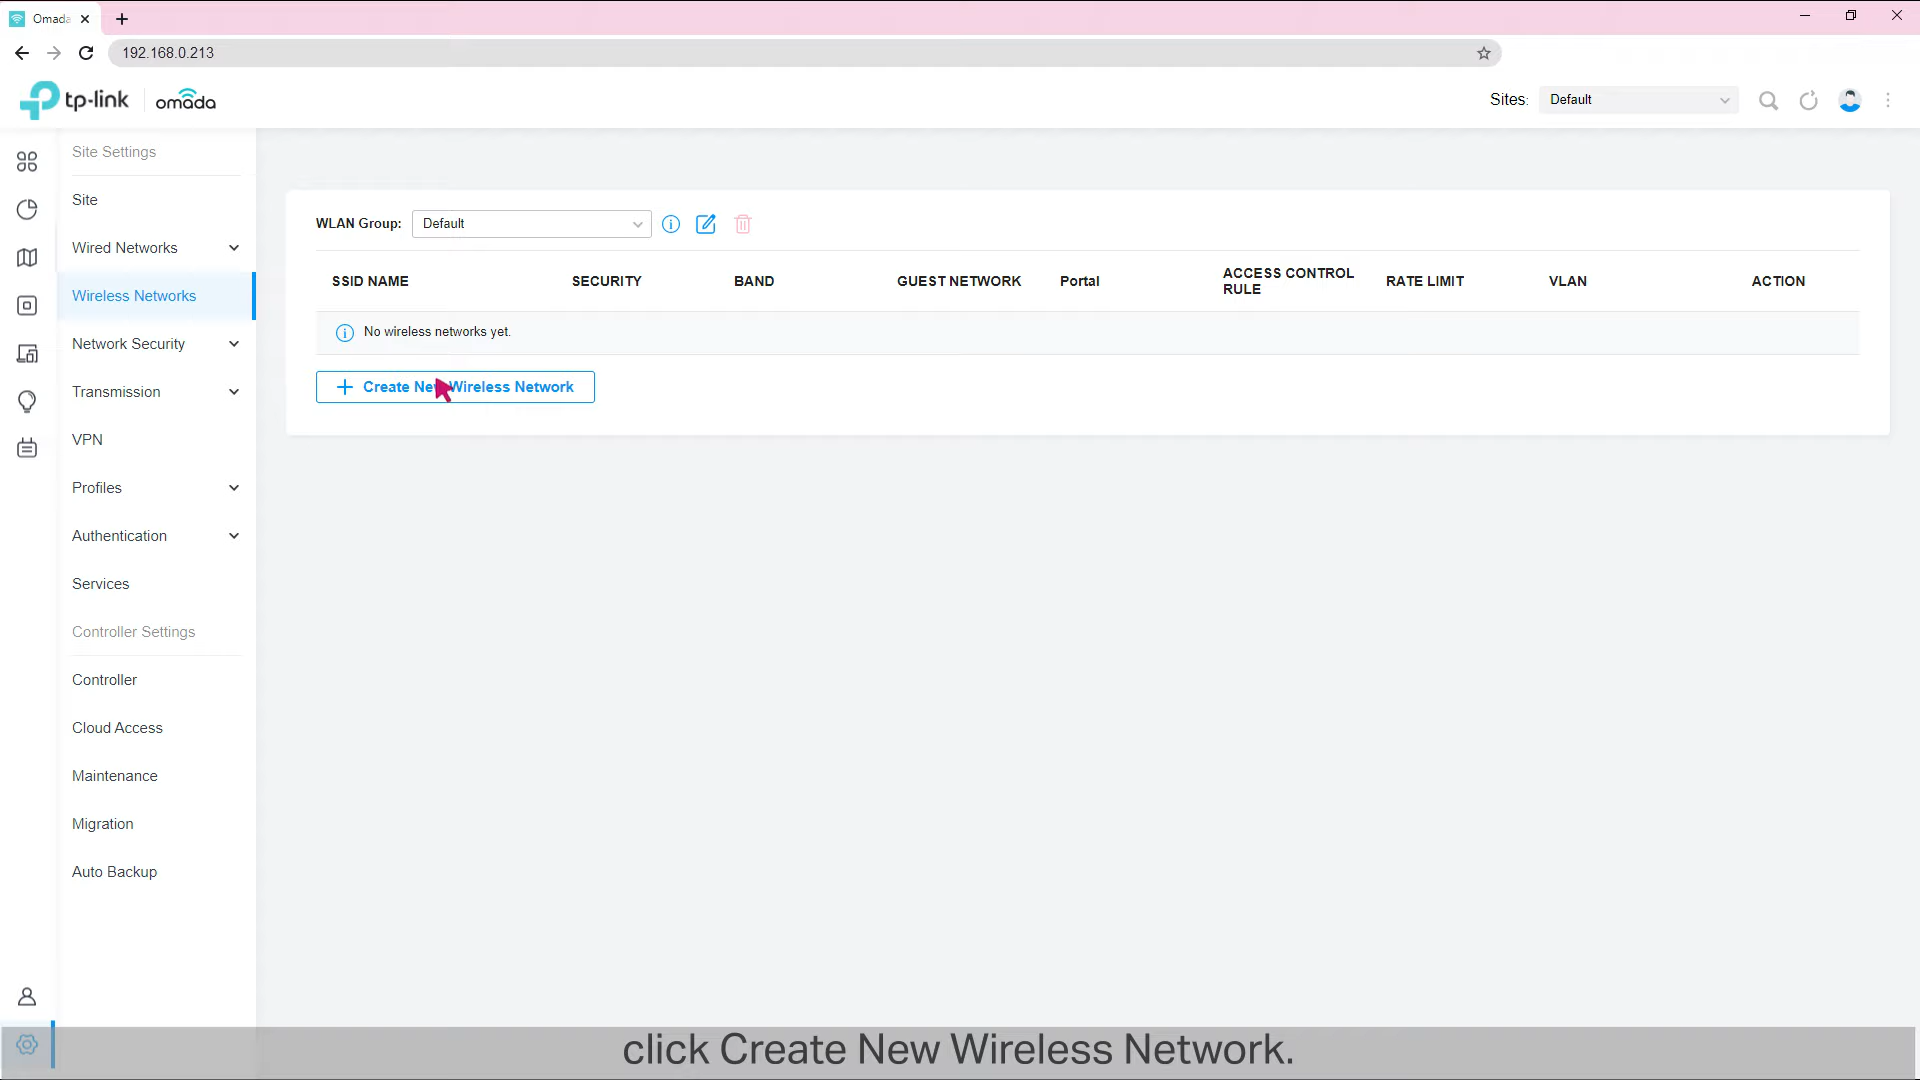 Omada
192.168.0.213
tp-link
omada
Sites: Default
Site Settings
Site
Wired Networks
Wireless Networks
Network Security
Transmission
VPN
Profiles
Authentication
Services
Controller Settings
Controller
Cloud Access
Maintenance
Migration
Auto Backup
WLAN Group: Default
SSID NAME SECURITY BAND GUEST NETWORK Portal ACCESS CONTROL RULE RATE LIMIT VLAN ACTION
No wireless networks yet.
Create New Wireless Network
click Create New Wireless Network.